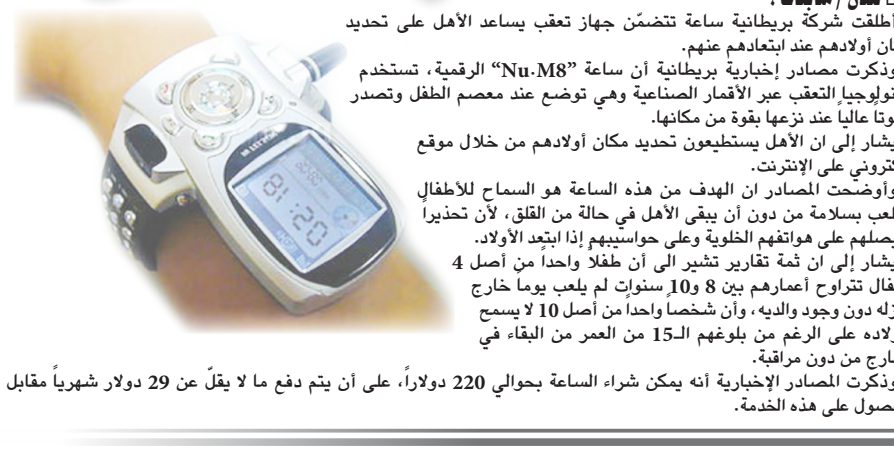 أطلقت شركة بريطانية ساعة تتضمّن جهاز تعقب يساعد الأهل على تحديد
أولادهم عند ابتعادهم عنهم.
وذكرت مصادر إخبارية بريطانية أن ساعة “Nu.M8” الرقمية، تستخدم
التعقب عبر الأقمار الصناعية وهي توضع عند معصم الطفل وتصدر
عالياً عند نزعها بقوة من مكانها.
يشار إلى ان الأهل يستطيعون تحديد مكان أولادهم من خلال موقع
على الإنترنت.
وأوضحت المصادر ان الهدف من هذه الساعة هو السماح للأطفال
بسلامة من دون أن يبقى الأهل في حالة من القلق، لأن تحذيراً
يصلهم على هواتفهم الخلوية وعلى حواسيبهم إذا ابتعد الأولاد.
يشار إلى ان ثمة تقارير تشير الى أن طفلاً واحداً من أصل 4
تتراوح أعمارهم بين 8 و10 سنوات لم يلعب يوماً خارج
دون وجود والديه، وأن شخصاً واحداً من أصل 10 لا يسمح
على الرغم من بلوغهم الـ15 من العمر من البقاء في
من دون مراقبة.
وذكرت المصادر الإخبارية أنه يمكن شراء الساعة بحوالي 220 دولاراً، على أن يتم دفع ما لا يقلّ عن 29 دولار شهرياً مقابل
على هذه الخدمة.